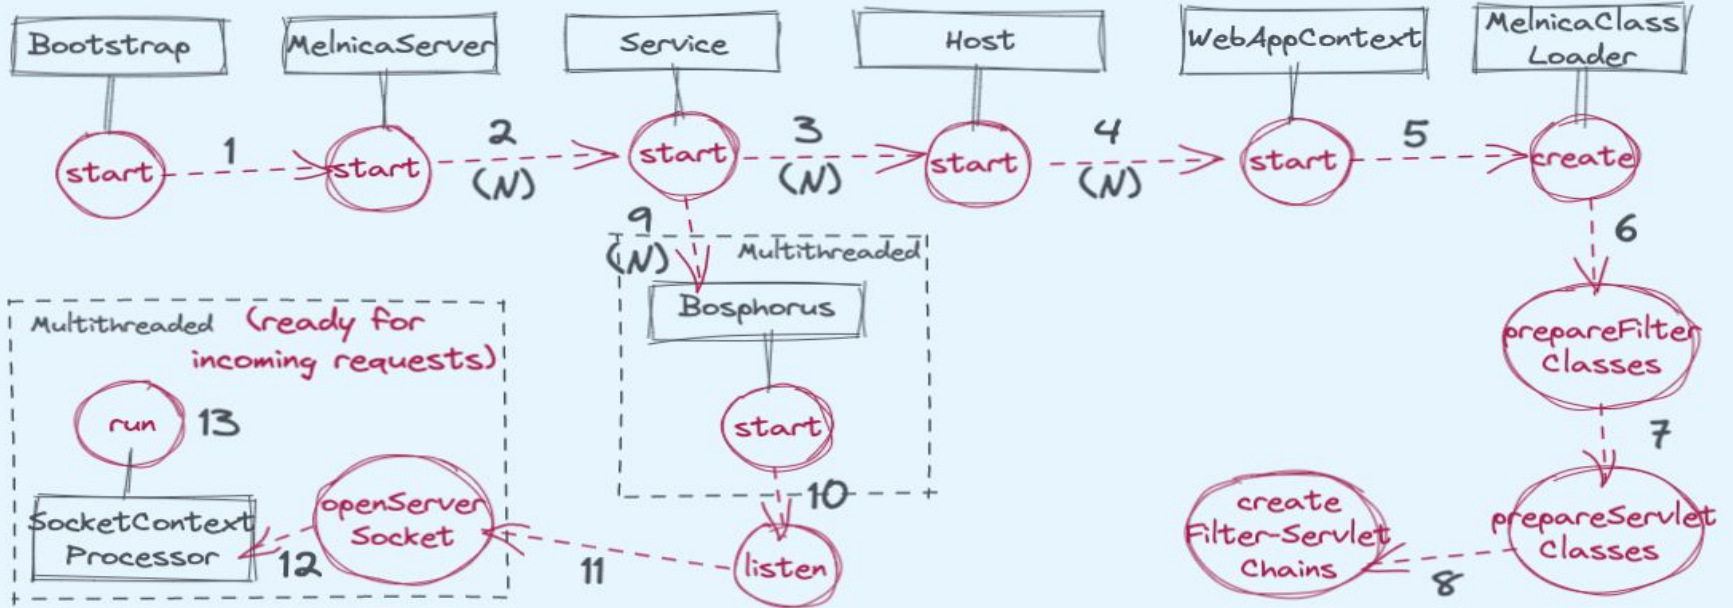 Bootstrap
MelnicaServer
Service
Host
WebAppContext
MelnicaClass
Loader
start
1
start
2
(N)
start
3
(N)
start
4
(N)
start
5
create
6
prepareFilter
Classes
7
prepareServlet
Classes
8
create
Filter-Servlet
Chains
9
(N)
Multithreaded
Bosphorus
start
10
listen
11
Multithreaded
(ready for
incoming requests)
openServer
Socket
12
SocketContext
Processor
run
13